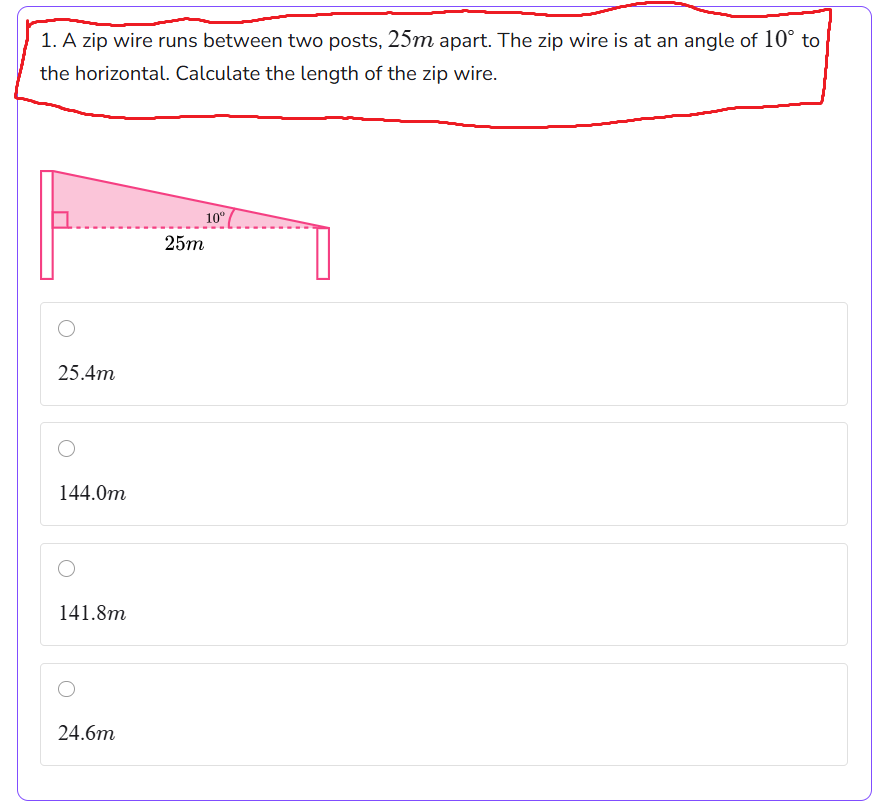 1. A zip wire runs between two posts, 25m apart. The zip wire is at an angle of 10° to
the horizontal. Calculate the length of the zip wire.
10°
25m
25.4m
144.0m
141.8m
24.6m